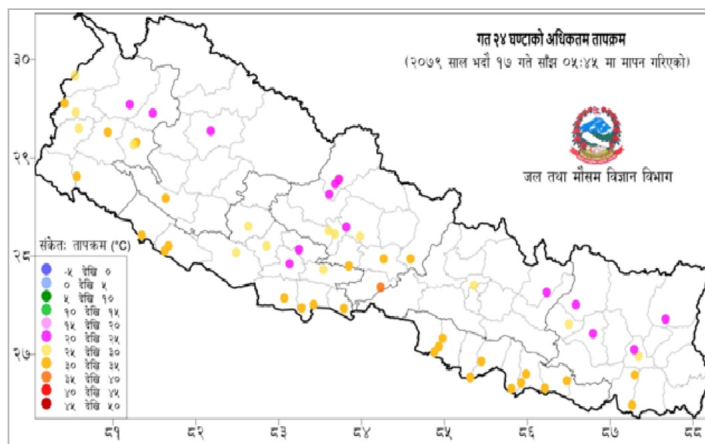 गत २४ घण्टाको अधिकतम तापक्रम
(२०७९ साल भदौ १७ गते साँझ ०५:४५ मा मापन गरिएको)
जल तथा मौसम विज्ञान विभाग
संकेतः तापक्रम (°C)
-५ देखि ०
० देखि ५
५ देखि १०
१० देखि १५
१५ देखि २०
२० देखि २५
२५ देखि ३०
३० देखि ३५
३५ देखि ४०
४० देखि ४५
४५ देखि ५०
३०
२९
२८
२७
८१
८२
८३
८४
८५
८६
८७
८८